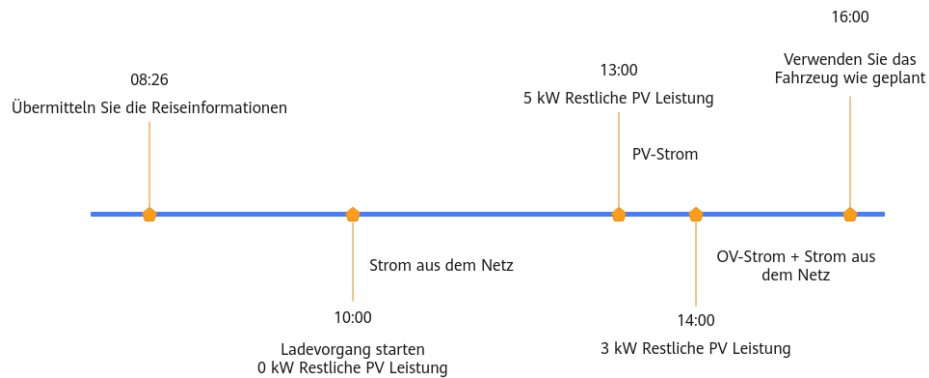 08:26
Übermitteln Sie die Reiseinformationen
10:00
Ladevorgang starten
0 kW Restliche PV Leistung
Strom aus dem Netz
13:00
5 kW Restliche PV Leistung
PV-Strom
14:00
3 kW Restliche PV Leistung
OV-Strom + Strom aus
dem Netz
16:00
Verwenden Sie das
Fahrzeug wie geplant